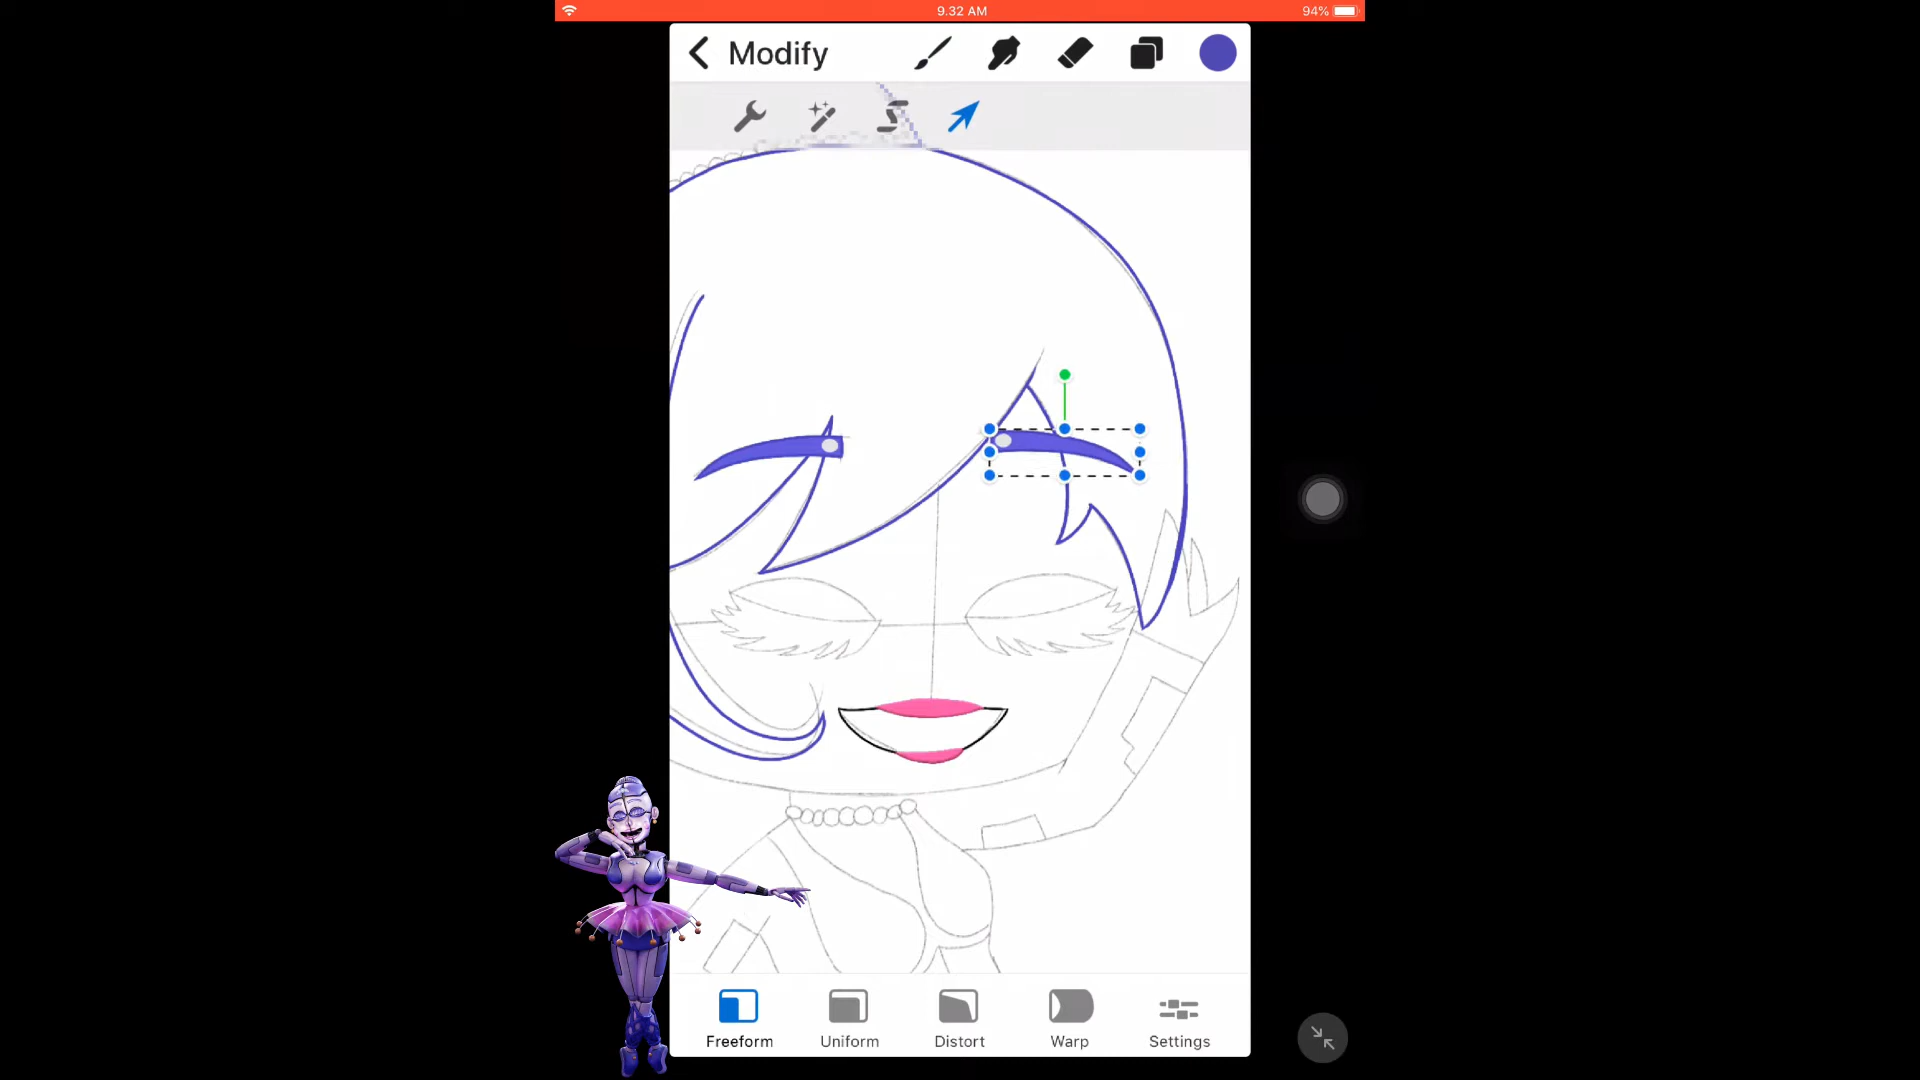 9.32 AM
94%
Modify
Freeform
Uniform
Distort
Warp
Settings